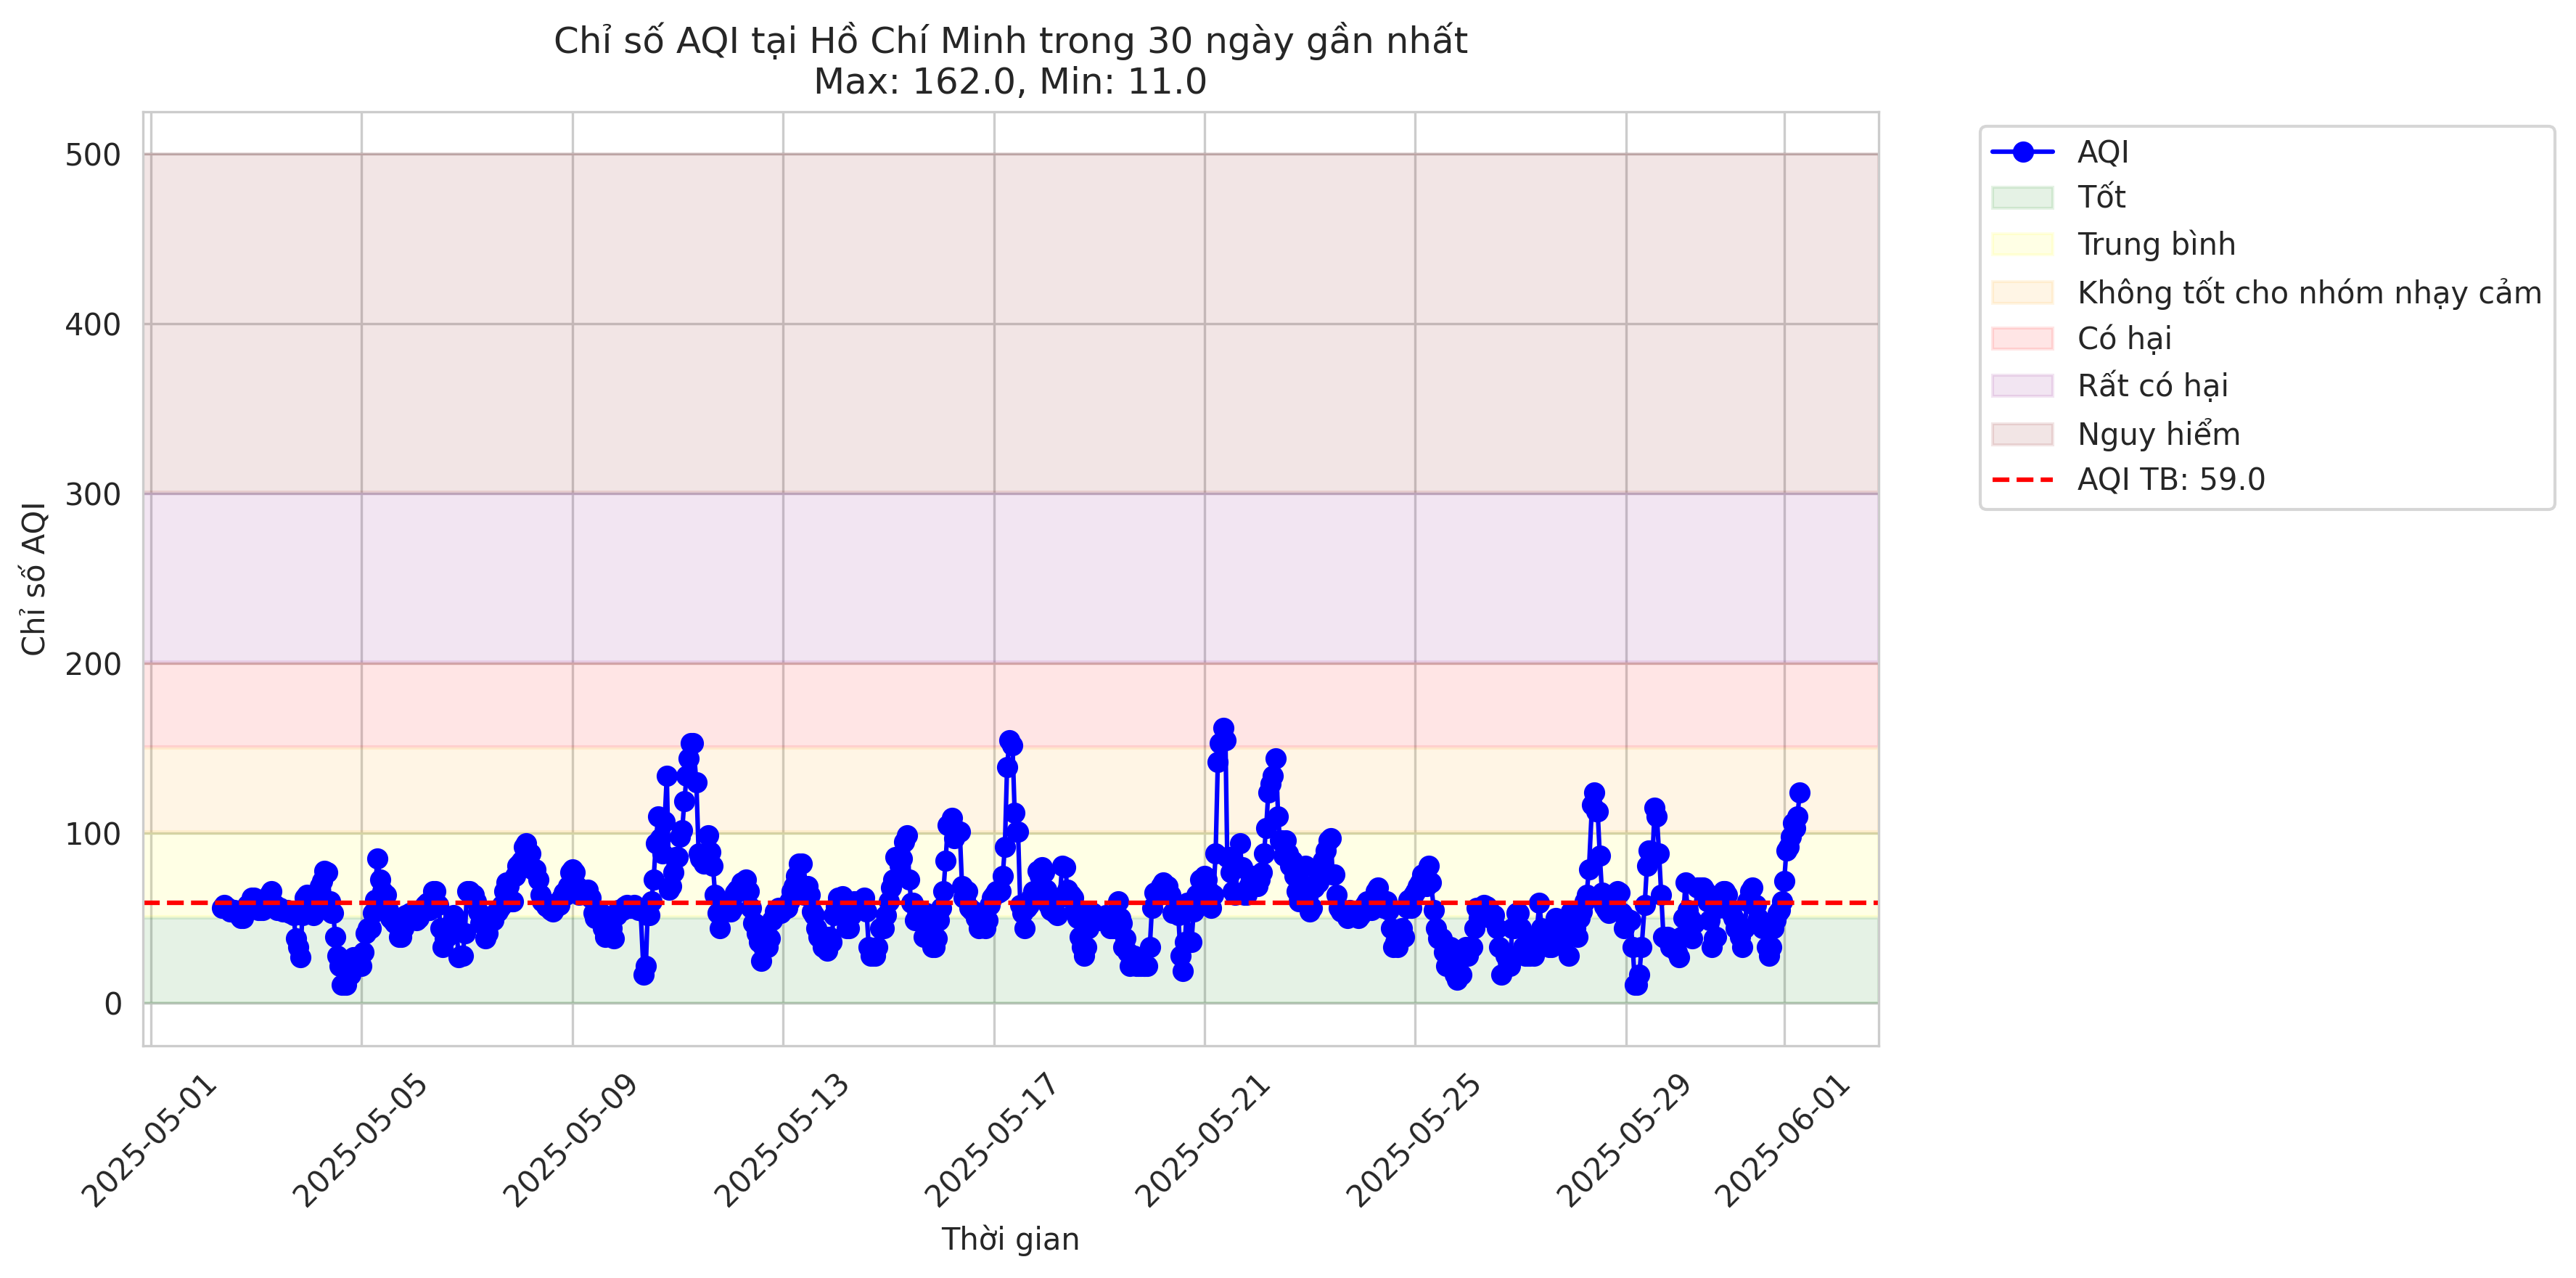 Chỉ số AQI tại Hồ Chí Minh trong 30 ngày gần nhất
Max: 162.0, Min: 11.0
Chỉ số AQI
500
400
300
200
100
0
2025-05-01
2025-05-05
2025-05-09
2025-05-13
2025-05-17
2025-05-21
2025-05-25
2025-05-29
2025-06-01
Thời gian
AQI
Tốt
Trung bình
Không tốt cho nhóm nhạy cảm
Có hại
Rất có hại
Nguy hiểm
AQI TB: 59.0